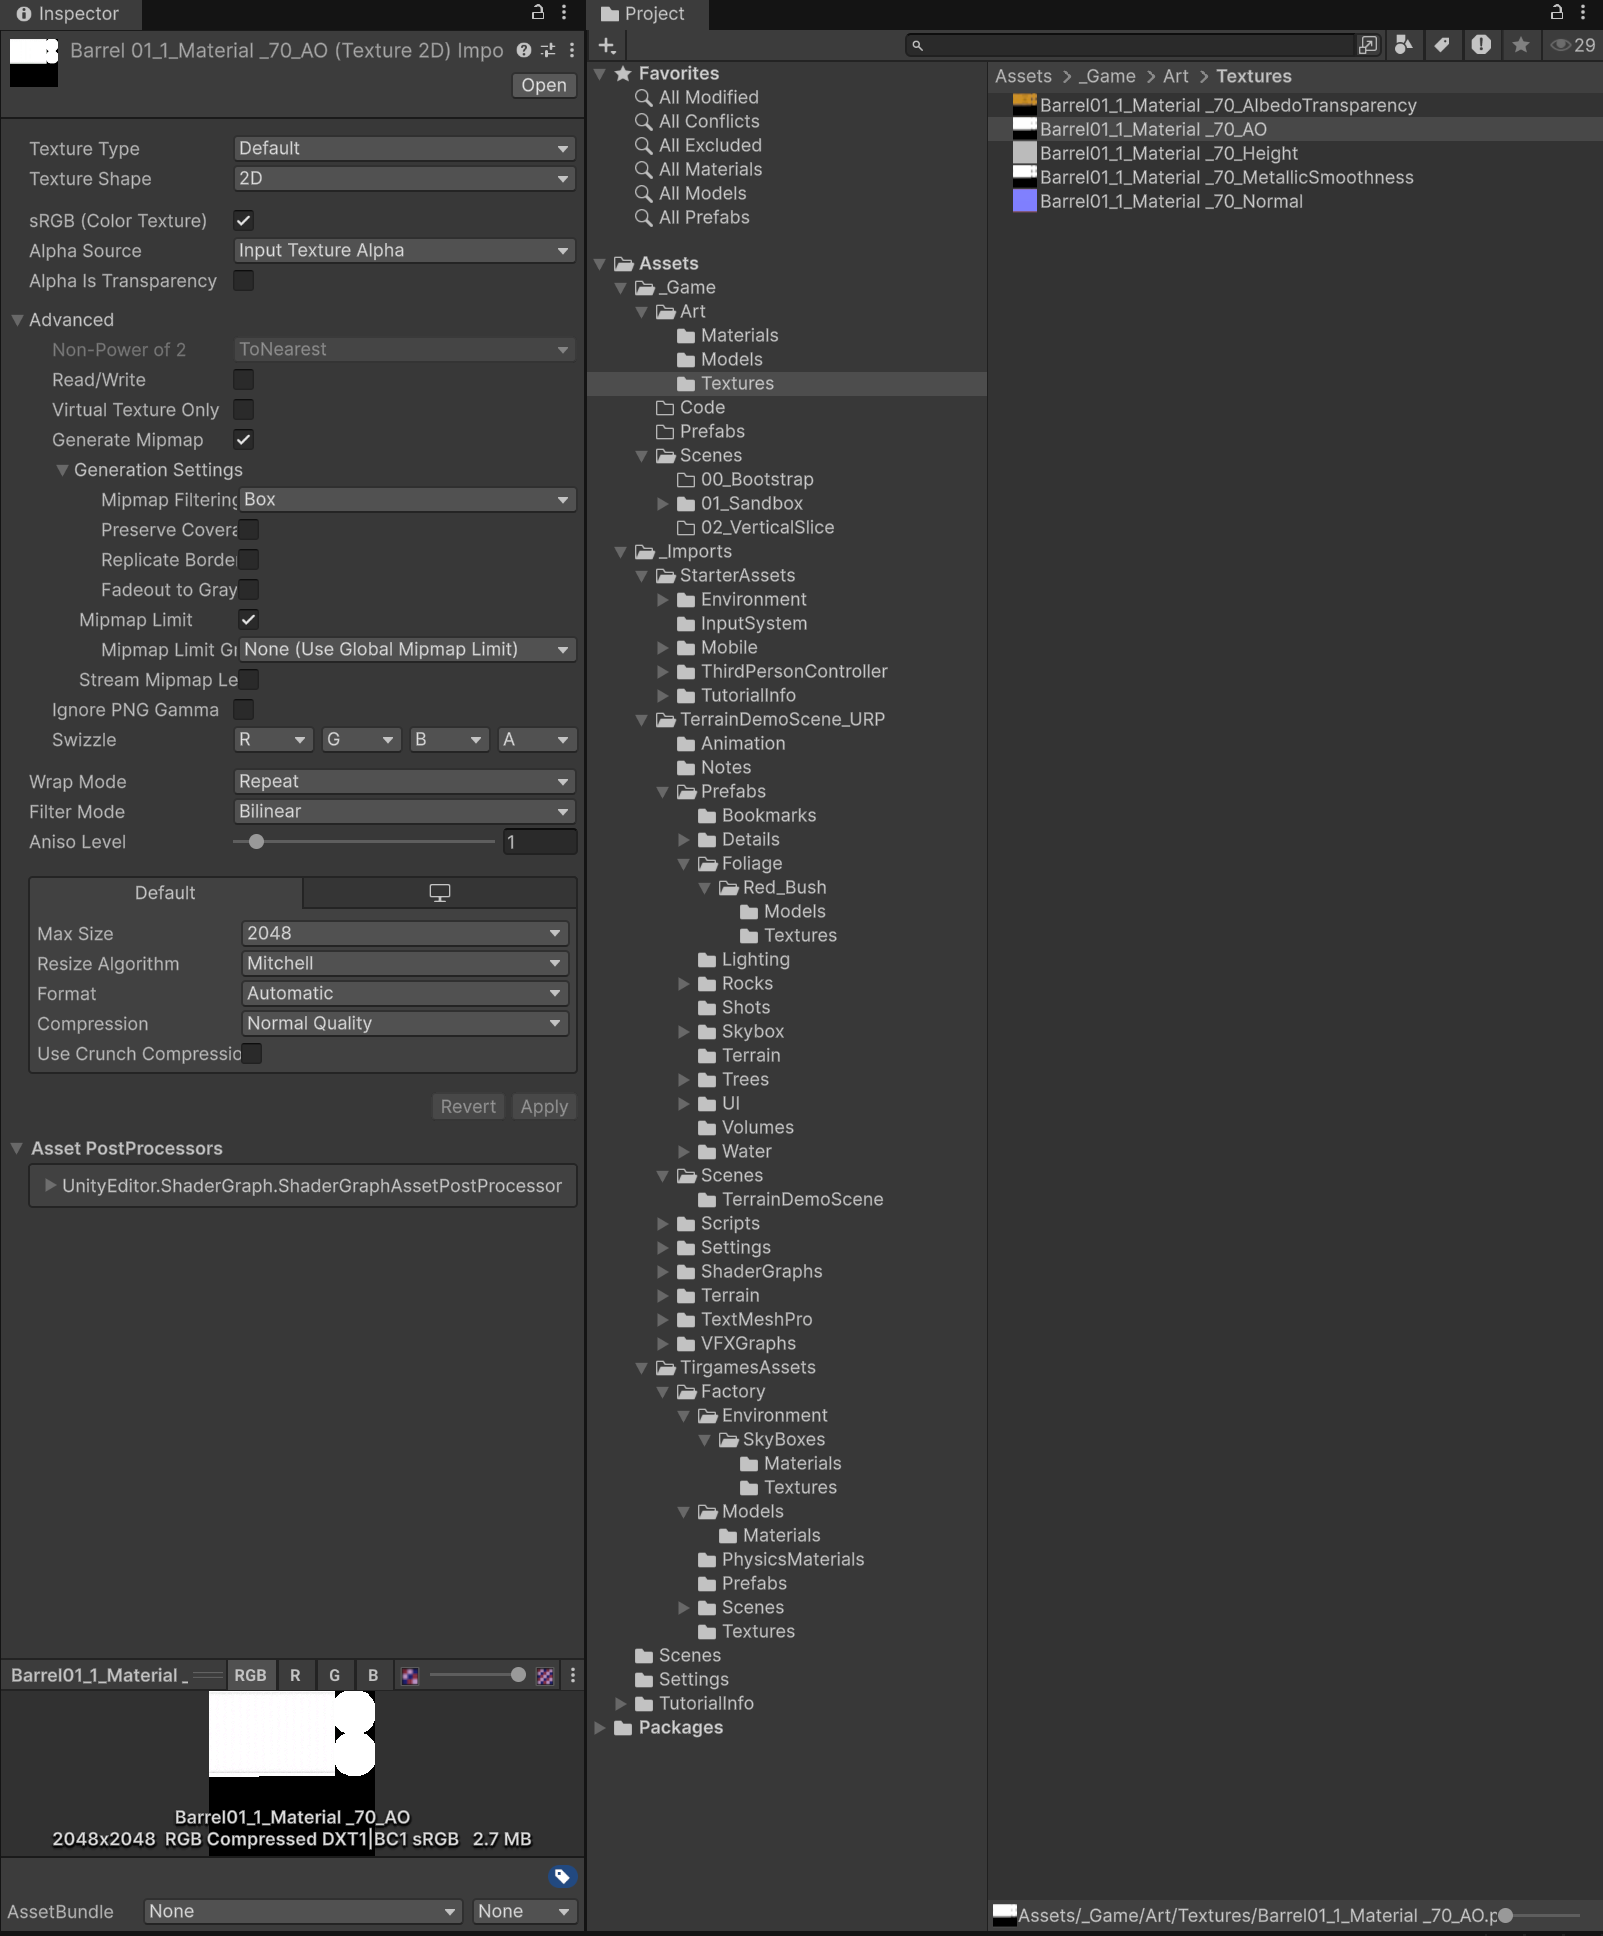 Inspector
Barrel 01_1_Material _70_AO (Texture 2D) Impo
Open
Texture Type Default
Texture Shape 2D
sRGB (Color Texture)
Alpha Source Input Texture Alpha
Alpha Is Transparency
Advanced
Non-Power of 2 ToNearest
Read/Write
Virtual Texture Only
Generate Mipmap
Generation Settings
Mipmap Filtering Box
Preserve Covera
Replicate Borde
Fadeout to Gray
Mipmap Limit
Mipmap Limit Gr None (Use Global Mipmap Limit)
Stream Mipmap Le
Ignore PNG Gamma
Swizzle R G B A
Wrap Mode Repeat
Filter Mode Bilinear
Aniso Level 1
Default
Max Size 2048
Resize Algorithm Mitchell
Format Automatic
Compression Normal Quality
Use Crunch Compressio
Revert Apply
Asset PostProcessors
UnityEditor.ShaderGraph.ShaderGraphAssetPostProcessor
Barrel01_1_Material _ RGB R G B
Barrel01_1_Material _70_AO
2048x2048 RGB Compressed DXT1|BC1 sRGB 2.7 MB
AssetBundle None None
Project
29
Favorites
All Modified
All Conflicts
All Excluded
All Materials
All Models
All Prefabs
Assets
_Game
Art
Materials
Models
Textures
Code
Prefabs
Scenes
00_Bootstrap
01_Sandbox
02_VerticalSlice
_Imports
StarterAssets
Environment
InputSystem
Mobile
ThirdPersonController
TutorialInfo
TerrainDemoScene_URP
Animation
Notes
Prefabs
Bookmarks
Details
Foliage
Red_Bush
Models
Textures
Lighting
Rocks
Shots
Skybox
Terrain
Trees
UI
Volumes
Water
Scenes
TerrainDemoScene
Scripts
Settings
ShaderGraphs
Terrain
TextMeshPro
VFXGraphs
TirgamesAssets
Factory
Environment
SkyBoxes
Materials
Textures
Models
Materials
PhysicsMaterials
Prefabs
Scenes
Textures
Scenes
Settings
TutorialInfo
Packages
Assets > _Game > Art > Textures
Barrel01_1_Material _70_AlbedoTransparency
Barrel01_1_Material _70_AO
Barrel01_1_Material _70_Height
Barrel01_1_Material _70_MetallicSmoothness
Barrel01_1_Material _70_Normal
Assets/_Game/Art/Textures/Barrel01_1_Material _70_AO.p